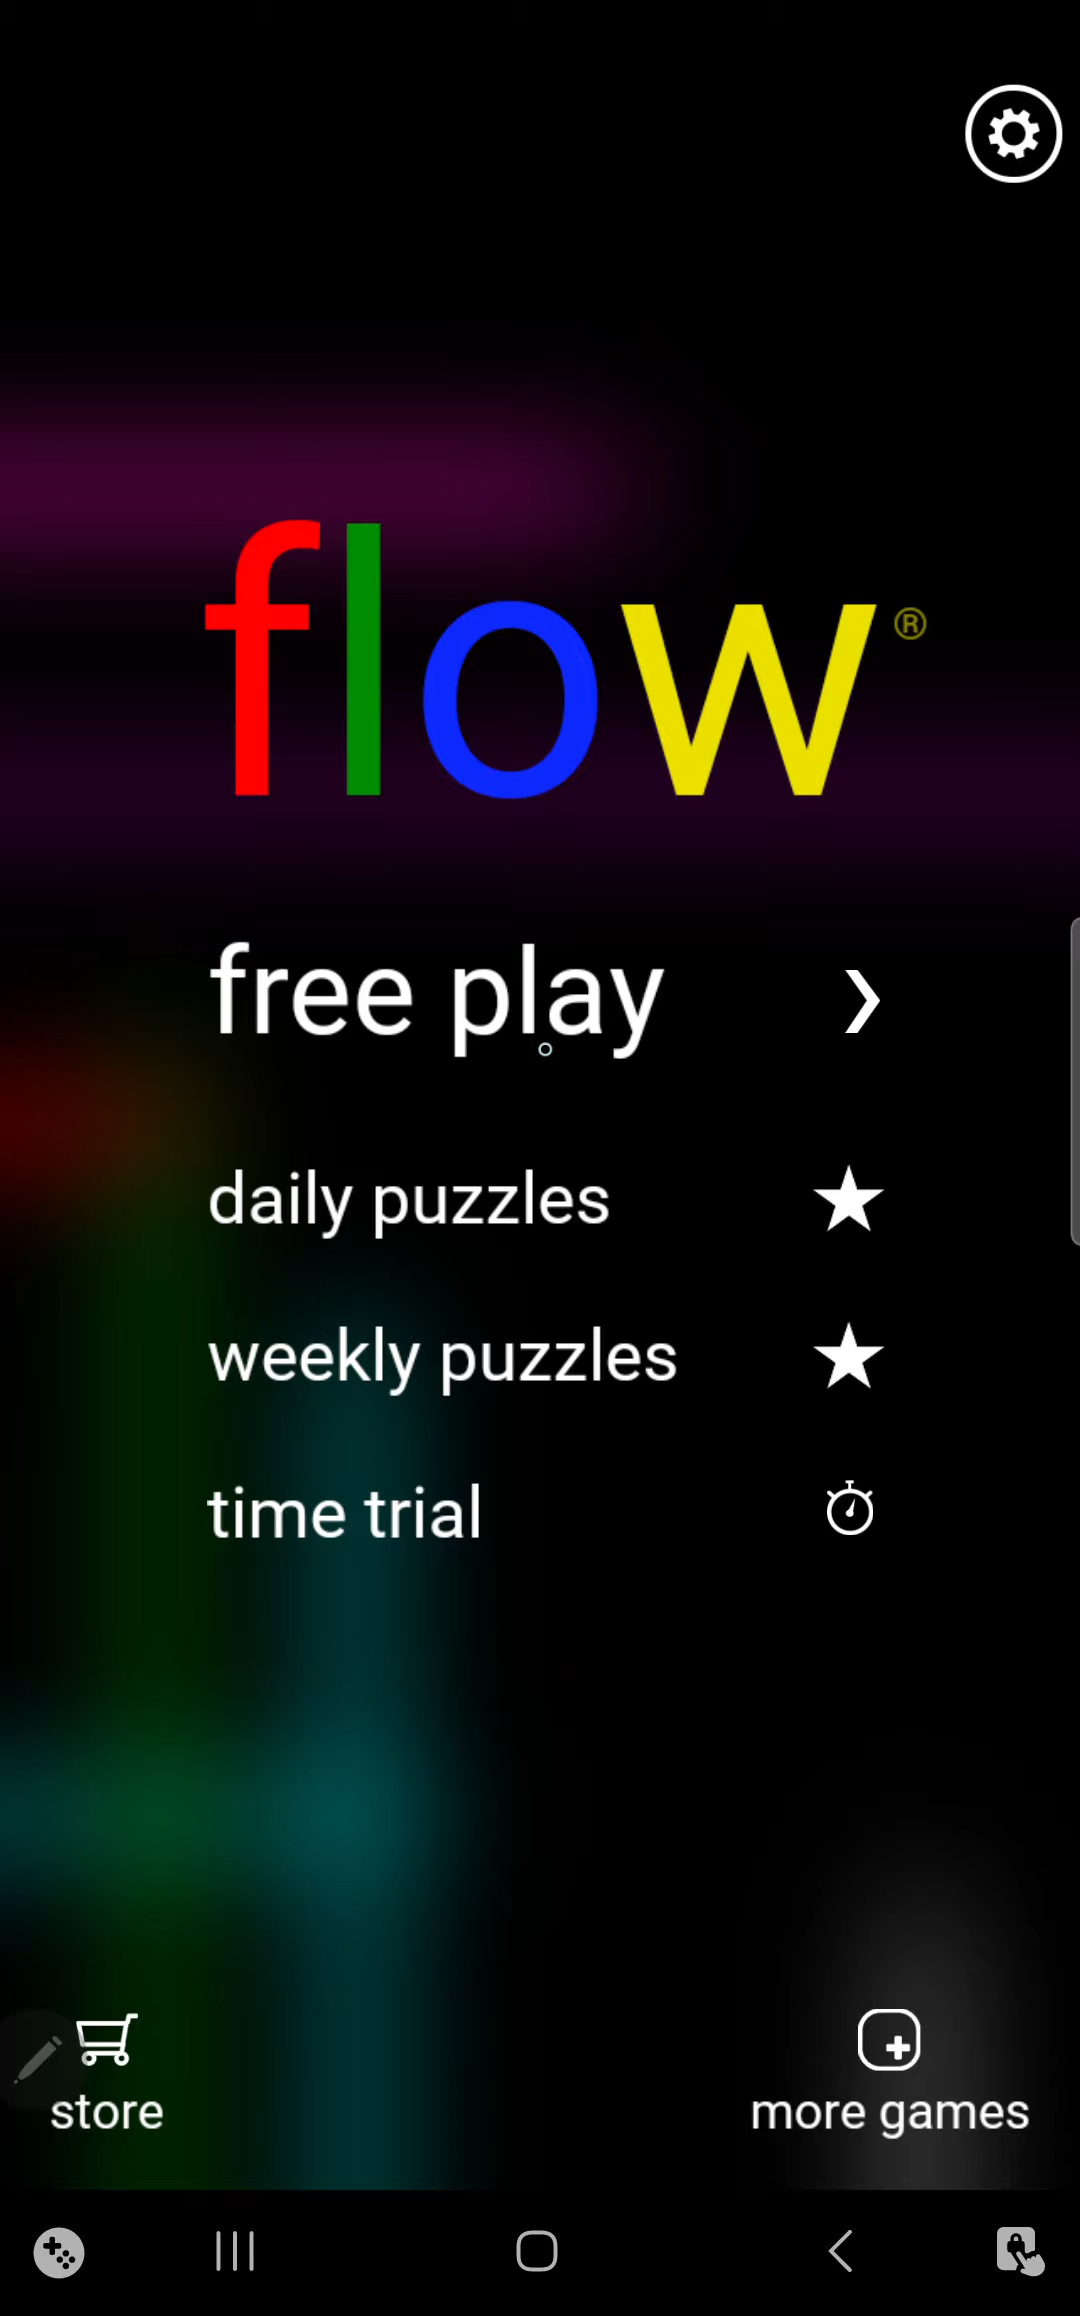 flow®
free play
daily puzzles
weekly puzzles
time trial
store
more games